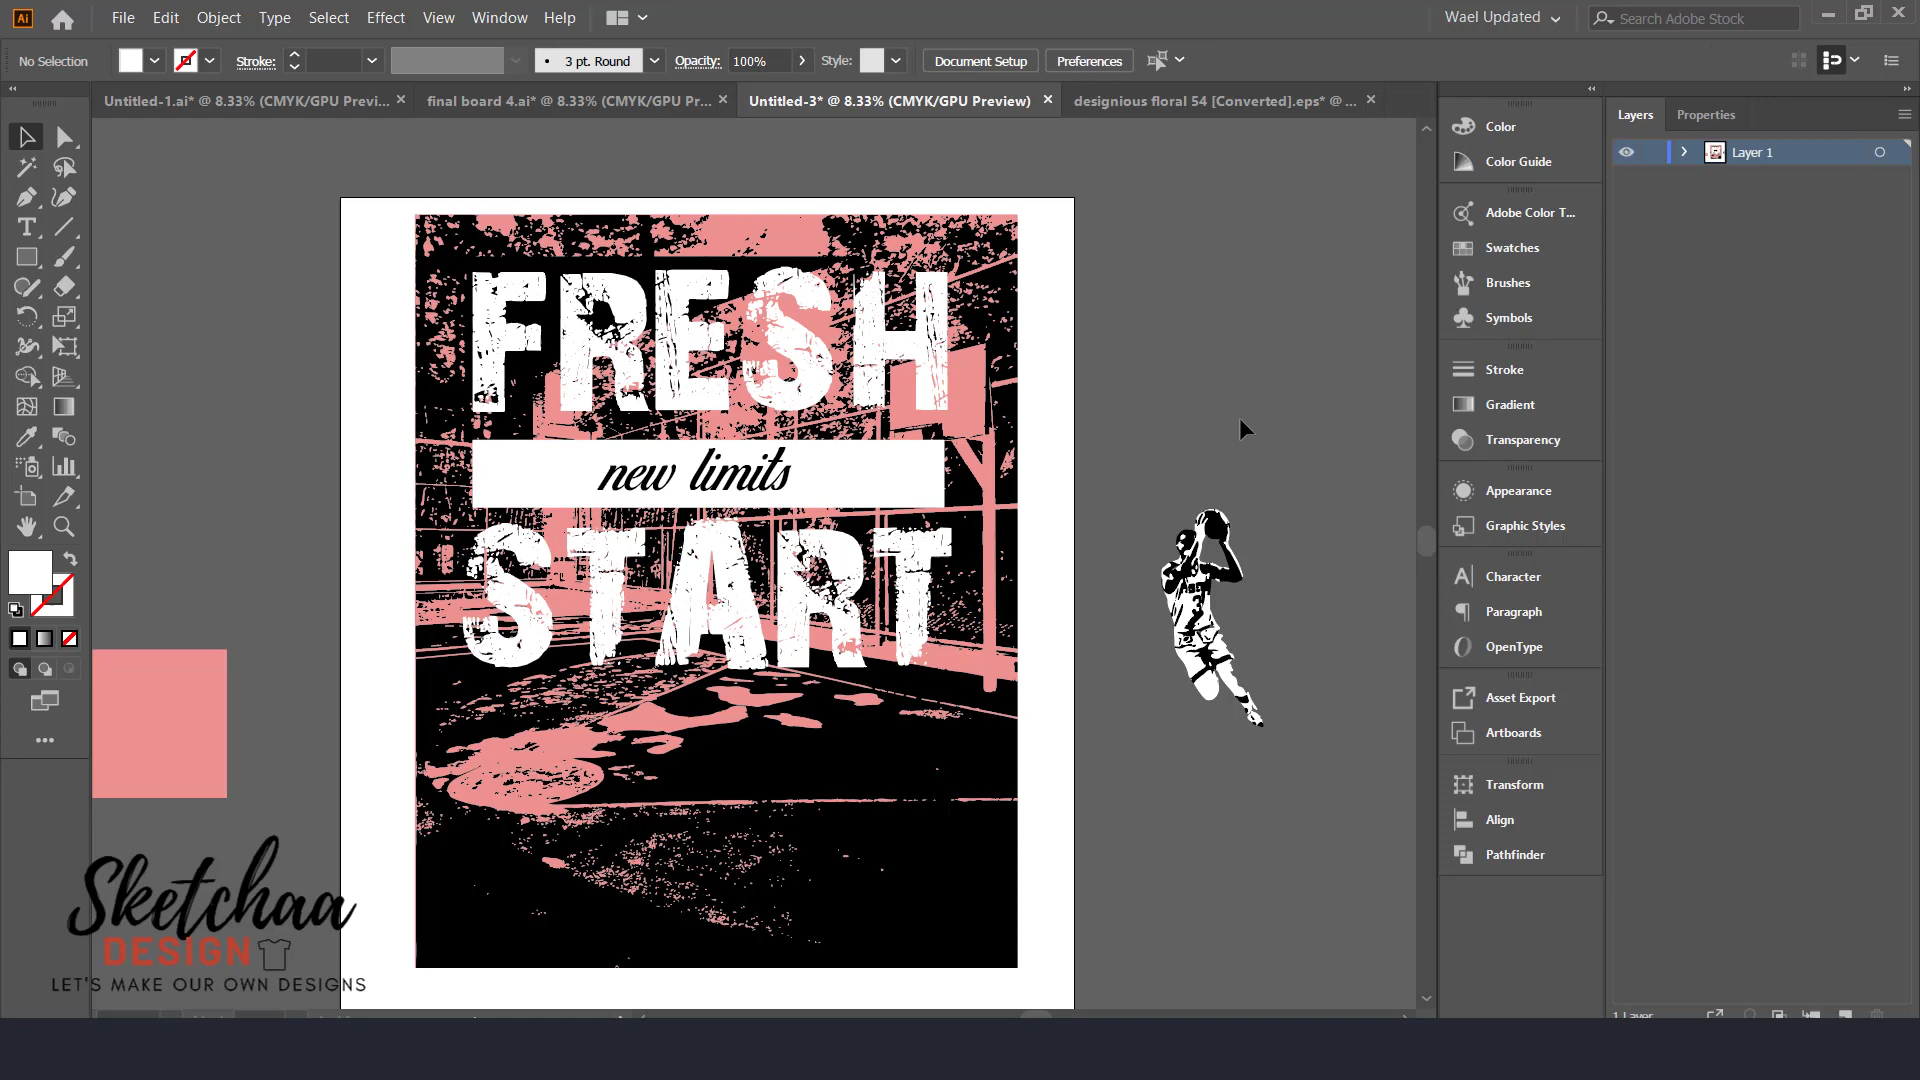 Ai File Edit Object Type Select Effect View Window Help Wael Updated Search Adobe Stock
No Selection Stroke: 3 pt. Round Opacity: 100% Style: Document Setup Preferences
Untitled-1.ai* @ 8.33% (CMYK/GPU Previ... final board 4.ai* @ 8.33% (CMYK/GPU Pr... Untitled-3* @ 8.33% (CMYK/GPU Preview) designious floral 54 [Converted].eps* @ ...
FRESH
new limits
START
Sketchaa
DESIGN
LET'S MAKE OUR OWN DESIGNS
Color
Color Guide
Adobe Color T...
Swatches
Brushes
Symbols
Stroke
Gradient
Transparency
Appearance
Graphic Styles
Character
Paragraph
OpenType
Asset Export
Artboards
Transform
Align
Pathfinder
Layers Properties
Layer 1
1 Layer